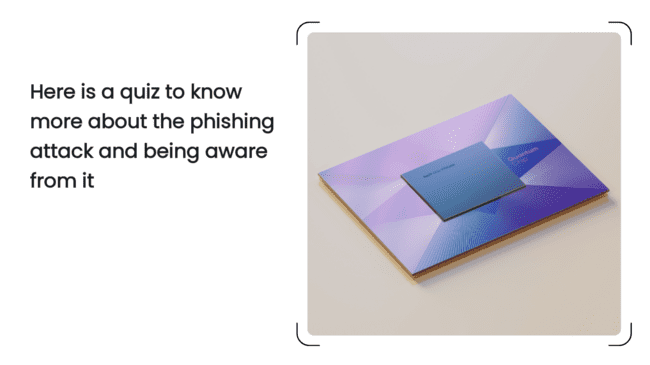 Here is a quiz to know
more about the phishing
attack and being aware
from it